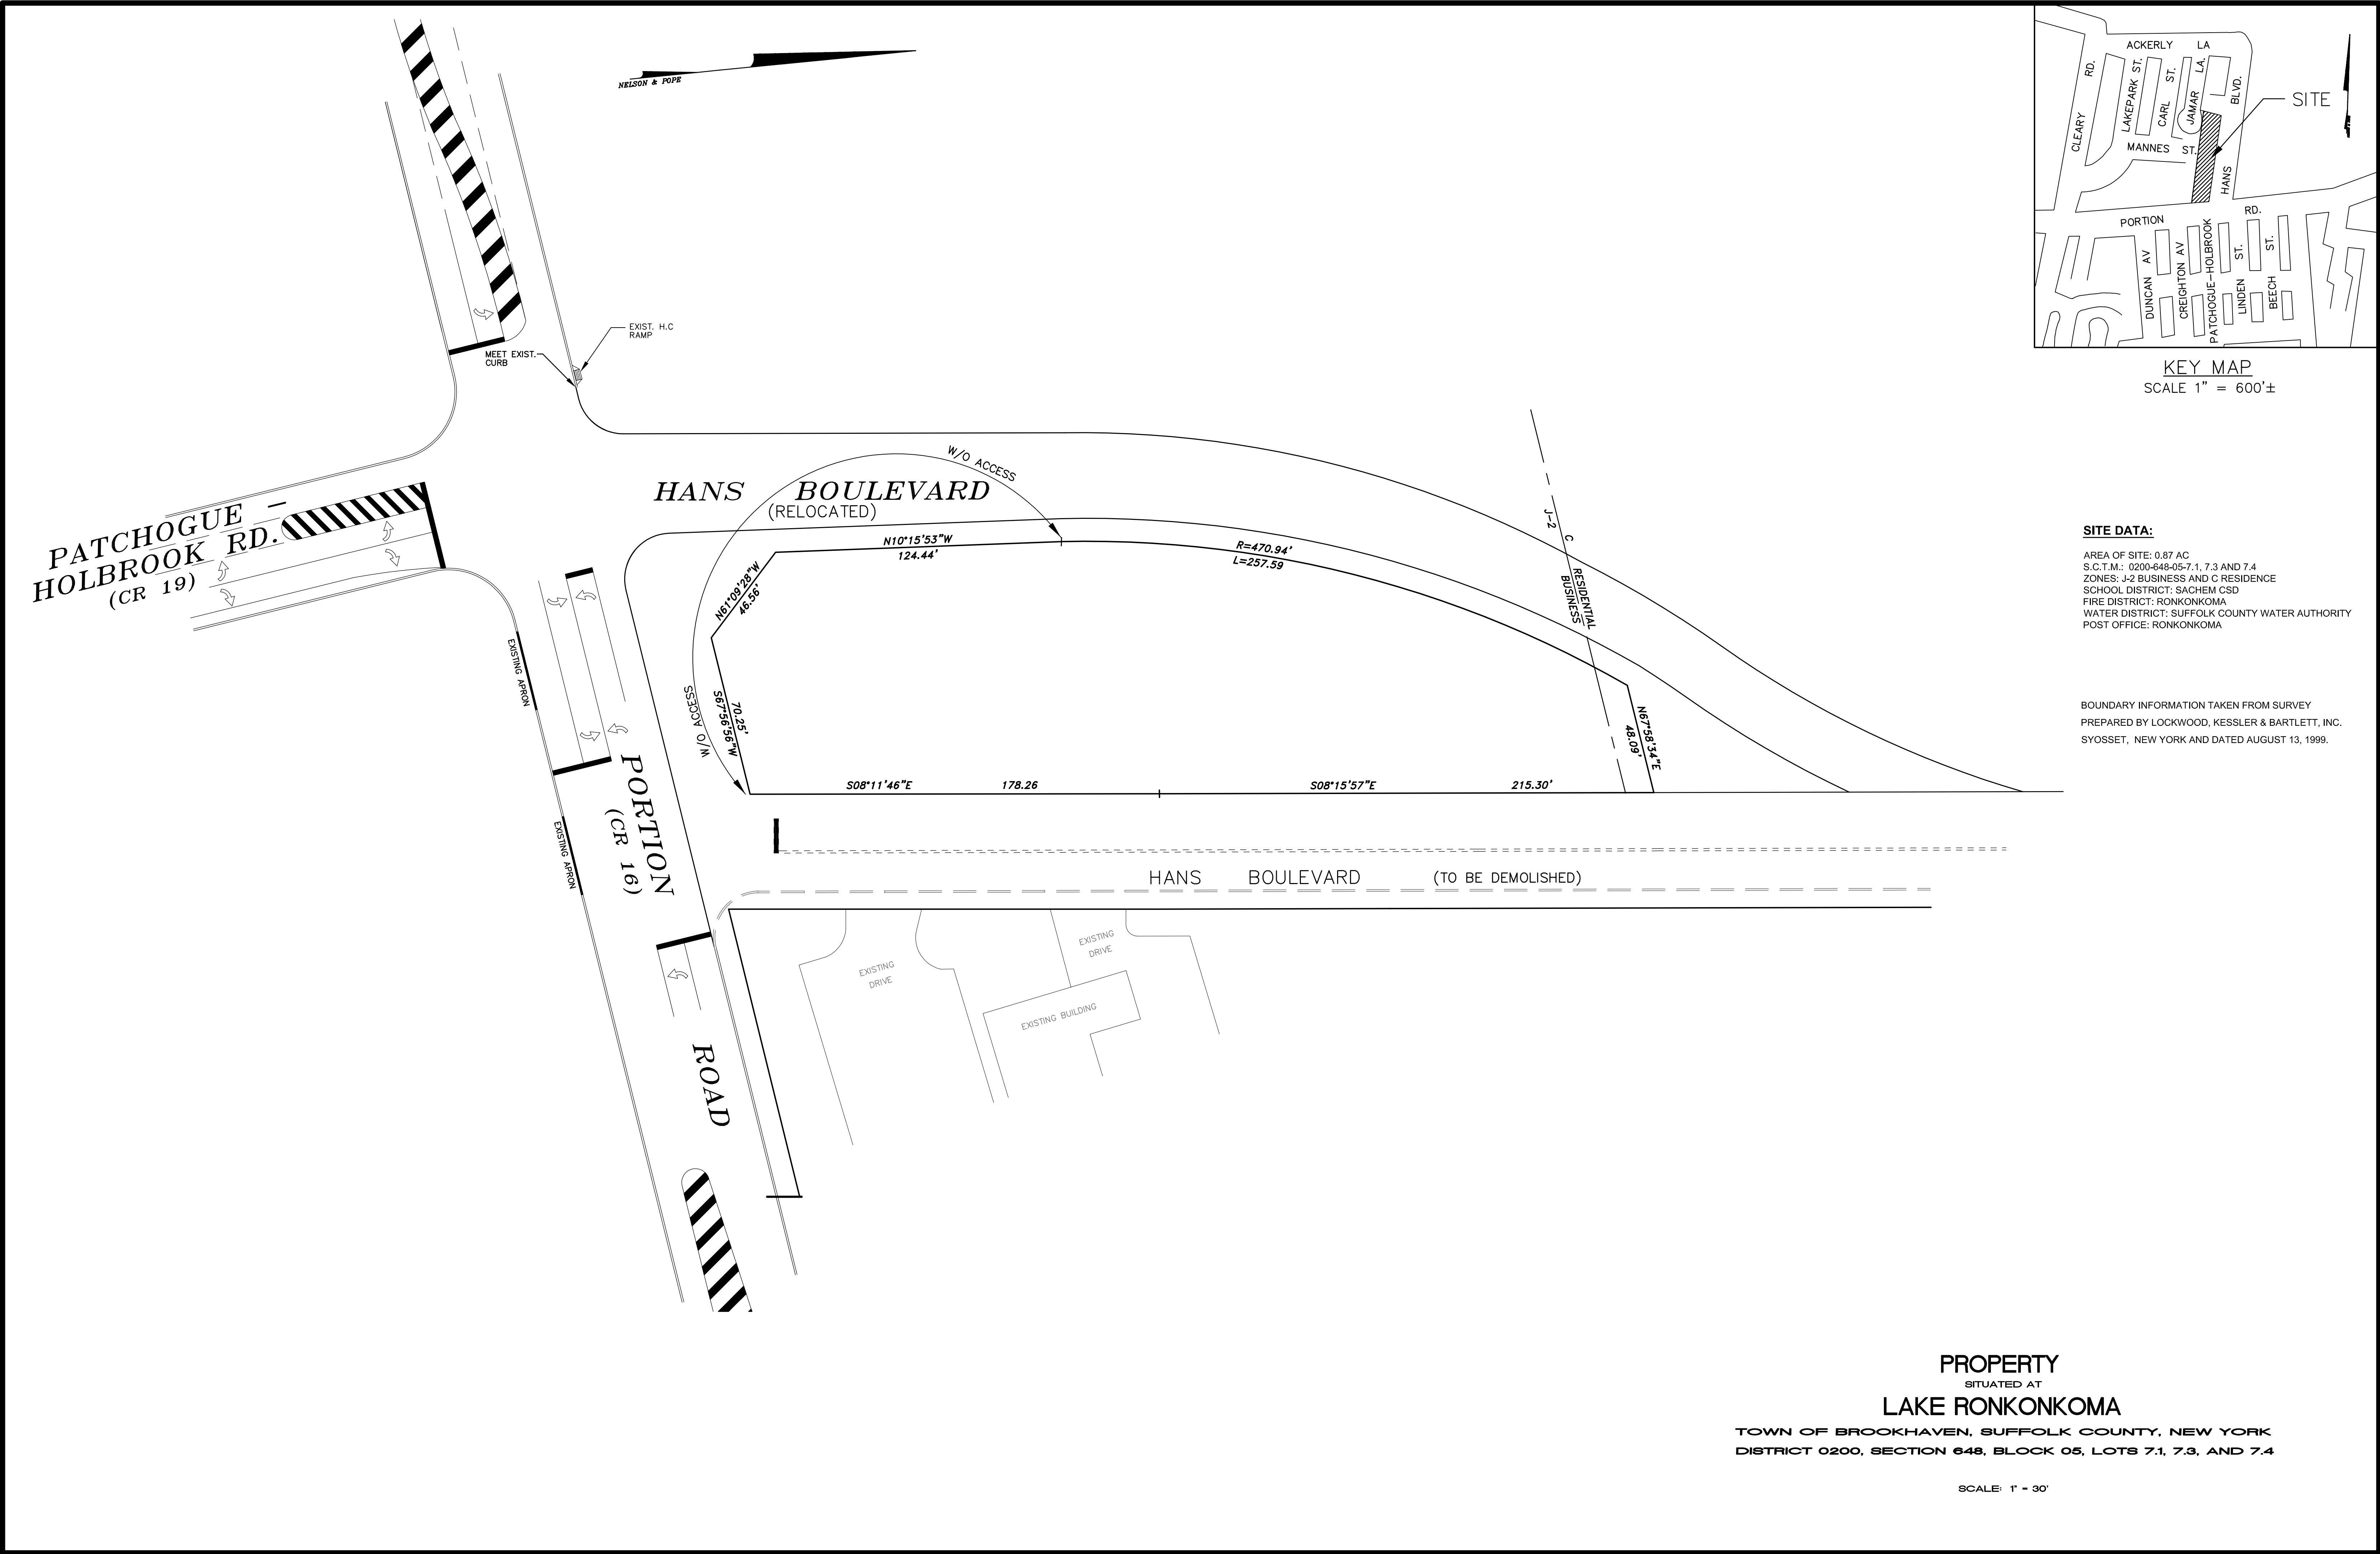 NELSON & POPE
ACKERLY LA
CLEARY RD.
LAKEPARK ST.
CARL ST.
JAMAR LA.
HANS BLVD.
SITE
MANNES ST.
PORTION RD.
DUNCAN AV
CREIGHTON AV
PATCHOGUE-HOLBROOK
LINDEN ST.
BEECH ST.
KEY MAP
SCALE 1" = 600'±
EXIST. H.C
RAMP
MEET EXIST.
CURB
PATCHOGUE -
HOLBROOK RD.
(CR 19)
HANS BOULEVARD
(RELOCATED)
W/O ACCESS
N10°15'53"W
124.44'
N61°09'28"W
46.56'
R=470.94'
L=257.59
J-2 C
RESIDENTIAL
BUSINESS
W/O ACCESS
70.25'
S67°56'56"W
N67°58'34"E
48.09'
S08°11'46"E 178.26
S08°15'57"E 215.30'
EXISTING APRON
EXISTING APRON
PORTION ROAD
(CR 16)
HANS BOULEVARD (TO BE DEMOLISHED)
EXISTING
DRIVE
EXISTING
DRIVE
EXISTING BUILDING
SITE DATA:
AREA OF SITE: 0.87 AC
S.C.T.M.: 0200-648-05-7.1, 7.3 AND 7.4
ZONES: J-2 BUSINESS AND C RESIDENCE
SCHOOL DISTRICT: SACHEM CSD
FIRE DISTRICT: RONKONKOMA
WATER DISTRICT: SUFFOLK COUNTY WATER AUTHORITY
POST OFFICE: RONKONKOMA
BOUNDARY INFORMATION TAKEN FROM SURVEY
PREPARED BY LOCKWOOD, KESSLER & BARTLETT, INC.
SYOSSET, NEW YORK AND DATED AUGUST 13, 1999.
PROPERTY
SITUATED AT
LAKE RONKONKOMA
TOWN OF BROOKHAVEN, SUFFOLK COUNTY, NEW YORK
DISTRICT 0200, SECTION 648, BLOCK 05, LOTS 7.1, 7.3, AND 7.4
SCALE: 1" = 30'